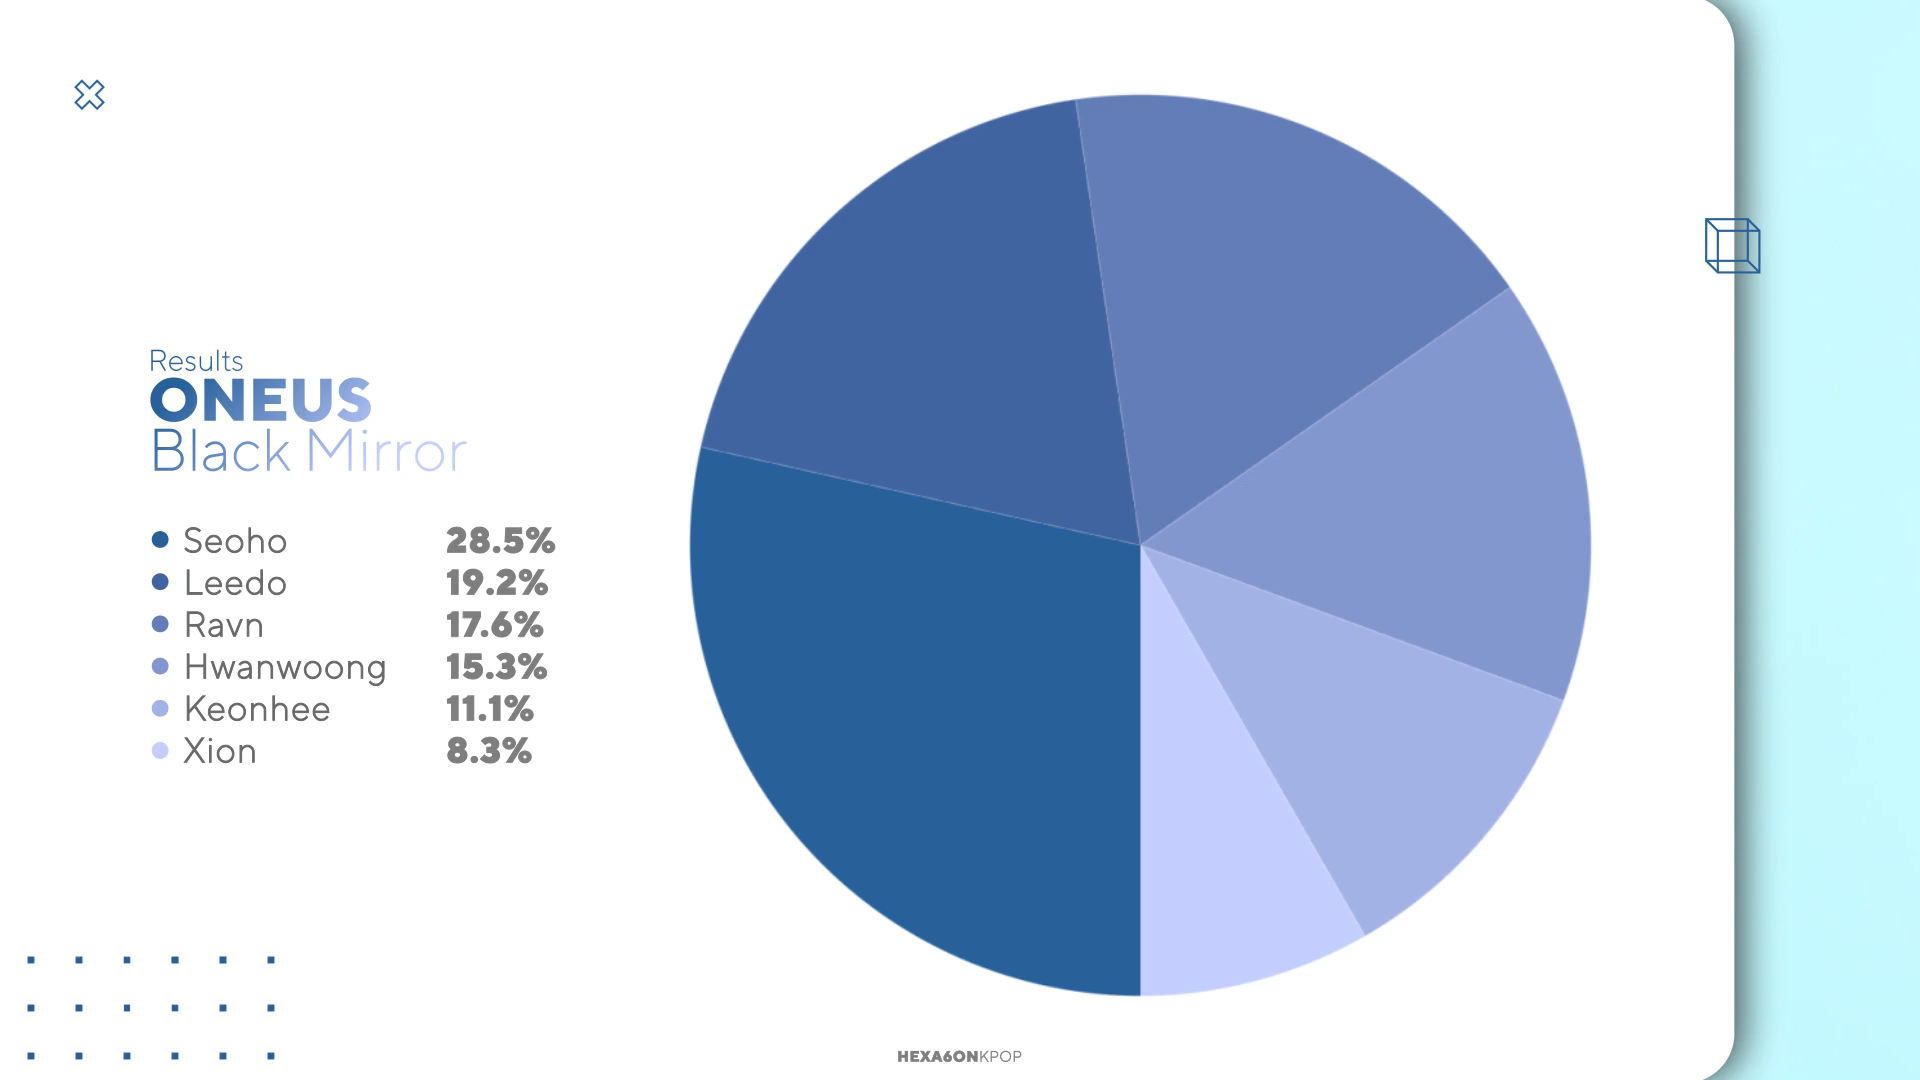 Results
ONEUS
Black Mirror
Seoho 28.5%
Leedo 19.2%
Ravn 17.6%
Hwanwoong 15.3%
Keonhee 11.1%
Xion 8.3%
HEXA6ONKPOP